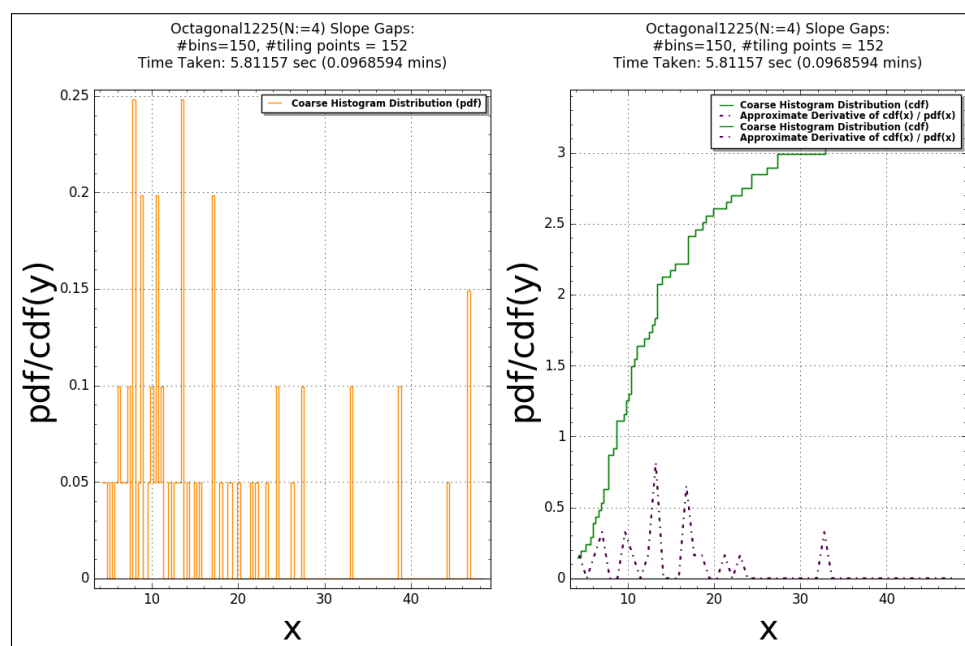 Octagonal1225(N:=4) Slope Gaps:
#bins=150, #tiling points = 152
Time Taken: 5.81157 sec (0.0968594 mins)
0.25
0.2
0.15
0.1
0.05
0
10
20
30
40
pdf/cdf(y)
x
Coarse Histogram Distribution (pdf)
Octagonal1225(N:=4) Slope Gaps:
#bins=150, #tiling points = 152
Time Taken: 5.81157 sec (0.0968594 mins)
Coarse Histogram Distribution (cdf)
Approximate Derivative of cdf(x) / pdf(x)
Coarse Histogram Distribution (cdf)
Approximate Derivative of cdf(x) / pdf(x)
3
2.5
2
1.5
1
0.5
0
10
20
30
40
pdf/cdf(y)
x